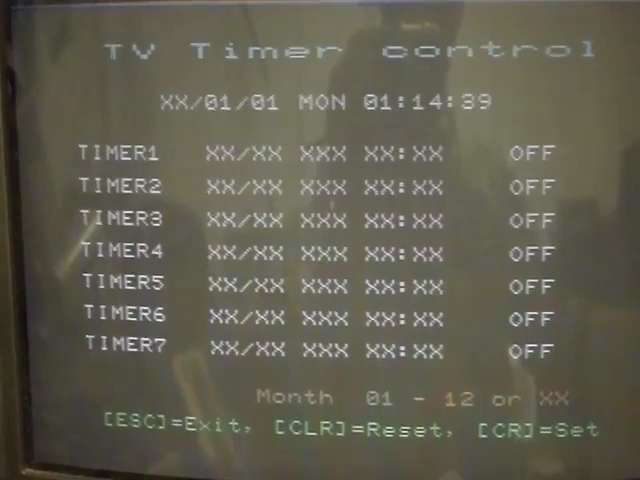 TV Timer control
XX/01/01 MON 01:14:39
TIMER1 XX/XX XXX XX:XX OFF
TIMER2 XX/XX XXX XX:XX OFF
TIMER3 XX/XX XXX XX:XX OFF
TIMER4 XX/XX XXX XX:XX OFF
TIMER5 XX/XX XXX XX:XX OFF
TIMER6 XX/XX XXX XX:XX OFF
TIMER7 XX/XX XXX XX:XX OFF
Month 01 - 12 or XX
[ESC]=Exit, [CLR]=Reset, [CR]=Set